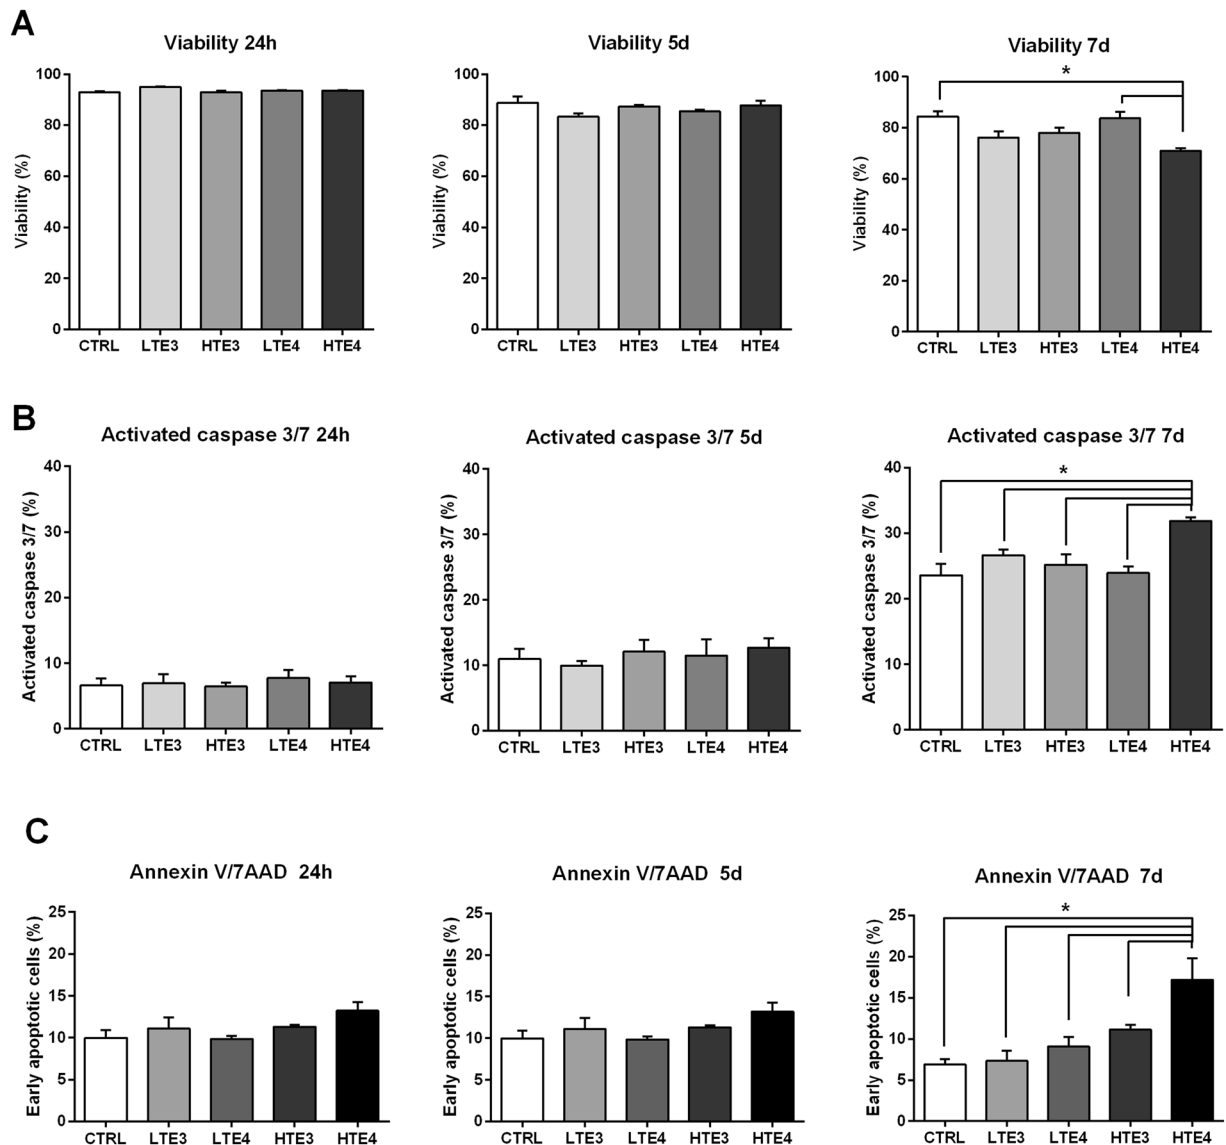 A
Viability 24h
Viability (%)
100
80
60
40
20
0
CTRL LTE3 HTE3 LTE4 HTE4
Viability 5d
Viability (%)
100
80
60
40
20
0
CTRL LTE3 HTE3 LTE4 HTE4
Viability 7d
*
Viability (%)
100
80
60
40
20
0
CTRL LTE3 HTE3 LTE4 HTE4
B
Activated caspase 3/7 24h
Activated caspase 3/7 (%)
40
30
20
10
0
CTRL LTE3 HTE3 LTE4 HTE4
Activated caspase 3/7 5d
Activated caspase 3/7 (%)
40
30
20
10
0
CTRL LTE3 HTE3 LTE4 HTE4
Activated caspase 3/7 7d
*
Activated caspase 3/7 (%)
40
30
20
10
0
CTRL LTE3 HTE3 LTE4 HTE4
C
Annexin V/7AAD 24h
Early apoptotic cells (%)
25
20
15
10
5
0
CTRL LTE3 LTE4 HTE3 HTE4
Annexin V/7AAD 5d
Early apoptotic cells (%)
25
20
15
10
5
0
CTRL LTE3 LTE4 HTE3 HTE4
Annexin V/7AAD 7d
*
Early apoptotic cells (%)
25
20
15
10
5
0
CTRL LTE3 LTE4 HTE3 HTE4